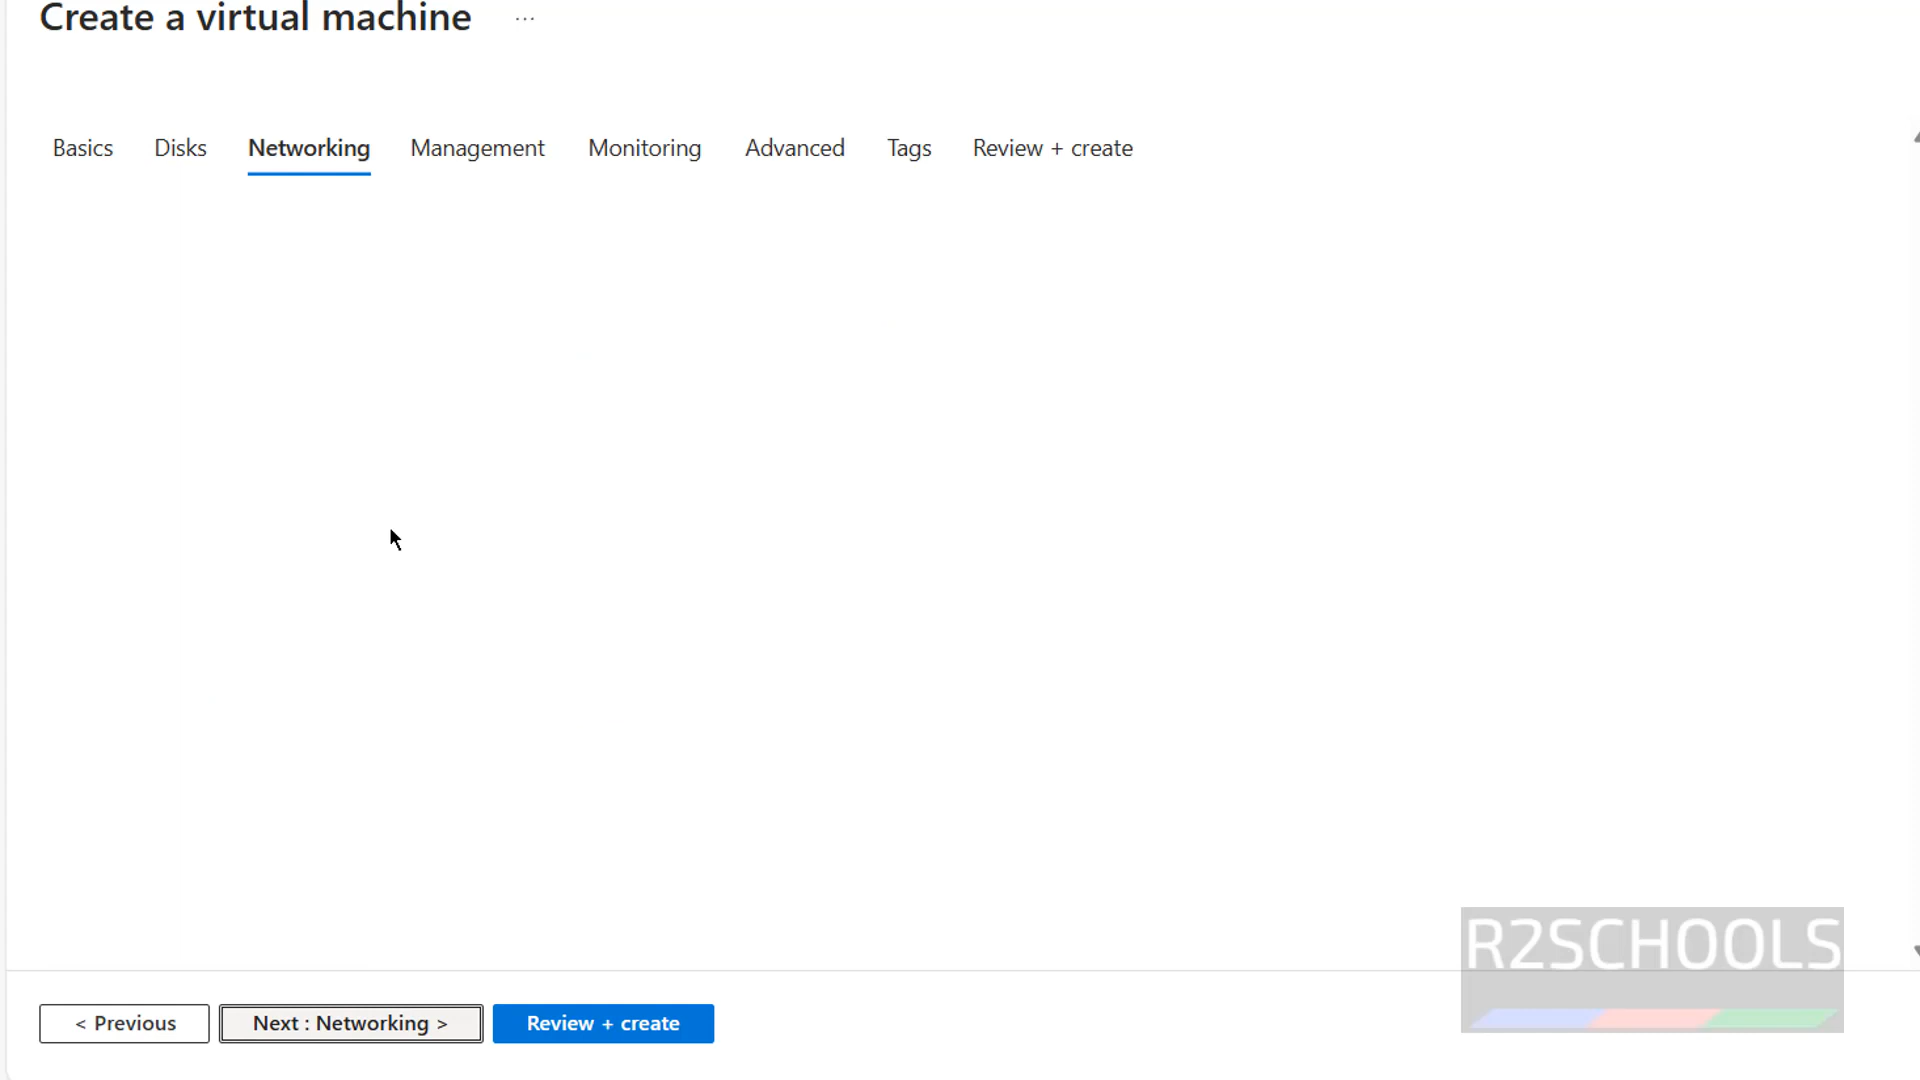 Create a virtual machine ...
Basics Disks Networking Management Monitoring Advanced Tags Review + create
R2SCHOOLS
< Previous Next : Networking > Review + create